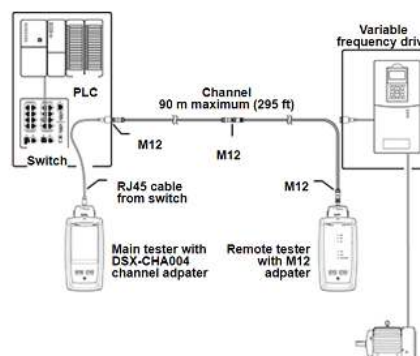 Variable
frequency driv
PLC
Channel
90 m maximum (295 ft)
Switch
M12
M12
M12
RJ45 cable
from switch
Main tester with
DSX-CHA004
channel adpater
Remote tester
with M12
adpater